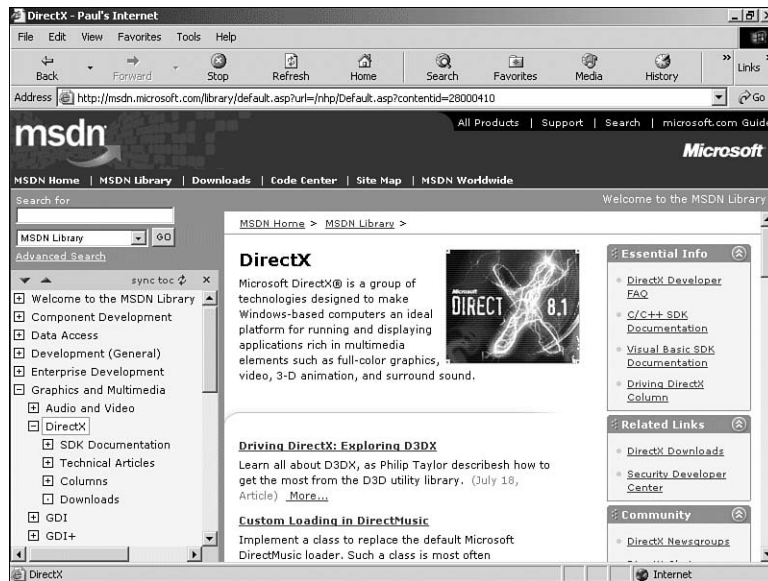 DirectX - Paul's Internet
File Edit View Favorites Tools Help
Back Forward Stop Refresh Home Search Favorites Media History » Links »
Address http://msdn.microsoft.com/library/default.asp?url=/nhp/Default.asp?contentid=28000410 Go
All Products | Support | Search | microsoft.com Guide
msdn
Microsoft
MSDN Home | MSDN Library | Downloads | Code Center | Site Map | MSDN Worldwide
Welcome to the MSDN Library
Search for
MSDN Library GO
Advanced Search
sync toc
Welcome to the MSDN Library
Component Development
Data Access
Development (General)
Enterprise Development
Graphics and Multimedia
Audio and Video
DirectX
SDK Documentation
Technical Articles
Columns
Downloads
GDI
GDI+
MSDN Home > MSDN Library >
DirectX
Microsoft DirectX® is a group of
technologies designed to make
Windows-based computers an ideal
platform for running and displaying
applications rich in multimedia
elements such as full-color graphics,
video, 3-D animation, and surround sound.
Microsoft
DIRECT X 8.1
Driving DirectX: Exploring D3DX
Learn all about D3DX, as Philip Taylor describesh how to
get the most from the D3D utility library. (July 18,
Article) More...
Custom Loading in DirectMusic
Implement a class to replace the default Microsoft
DirectMusic loader. Such a class is most often
Essential Info
DirectX Developer
FAQ
C/C++ SDK
Documentation
Visual Basic SDK
Documentation
Driving DirectX
Column
Related Links
DirectX Downloads
Security Developer
Center
Community
DirectX Newsgroups
DirectX
Internet